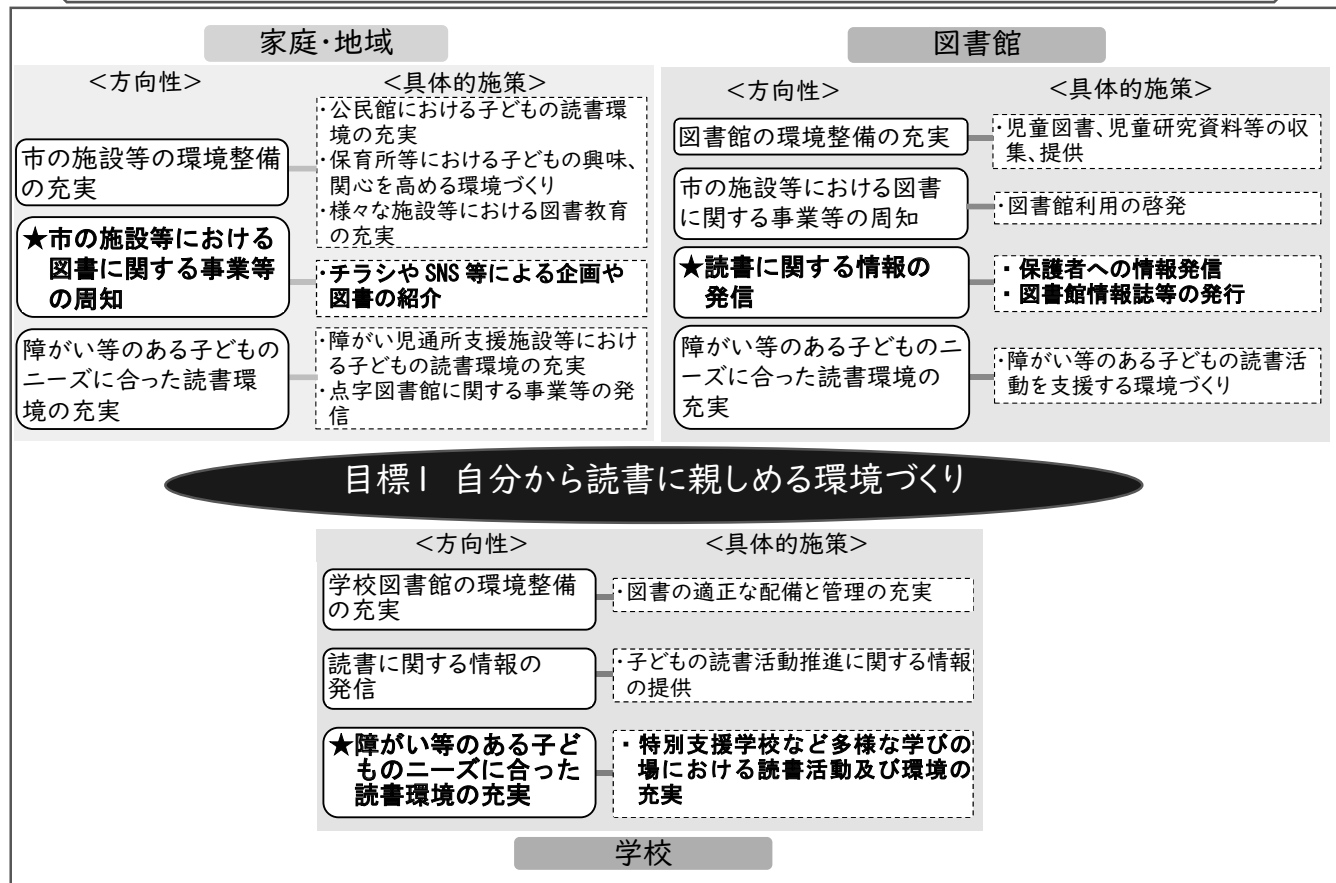 家庭・地域
<方向性>
<具体的施策>
市の施設等の環境整備
の充実
・公民館における子どもの読書環
境の充実
・保育所等における子どもの興味、
関心を高める環境づくり
・様々な施設等における図書教育
の充実
★市の施設等における
図書に関する事業等
の周知
・チラシや SNS 等による企画や
図書の紹介
障がい等のある子どもの
ニーズに合った読書環
境の充実
・障がい児通所支援施設等におけ
る子どもの読書環境の充実
・点字図書館に関する事業等の発
信
図書館
<方向性>
<具体的施策>
図書館の環境整備の充実
・児童図書、児童研究資料等の収
集、提供
市の施設等における図書
に関する事業等の周知
・図書館利用の啓発
★読書に関する情報の
発信
・保護者への情報発信
・図書館情報誌等の発行
障がい等のある子どものニ
ーズに合った読書環境の
充実
・障がい等のある子どもの読書活
動を支援する環境づくり
目標Ⅰ 自分から読書に親しめる環境づくり
<方向性>
<具体的施策>
学校図書館の環境整備
の充実
・図書の適正な配備と管理の充実
読書に関する情報の
発信
・子どもの読書活動推進に関する情報
の提供
★障がい等のある子ど
ものニーズに合った
読書環境の充実
・特別支援学校など多様な学びの
場における読書活動及び環境の
充実
学校